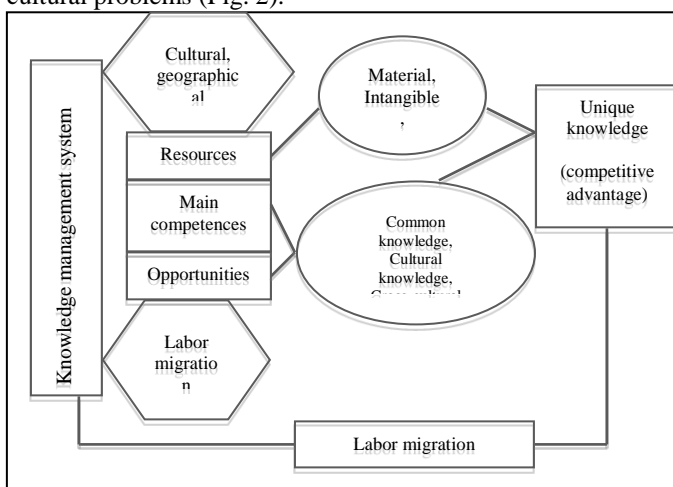 cultural problems (Fig. 2).
Cultural,
geographic
al
Knowledge management system
Resources
Main
competences
Opportunities
Labor
migratio
n
Material,
Intangible
,
Common
knowledge,
Cultural
knowledge,
Unique
knowledge
(competitive
advantage)
Labor migration